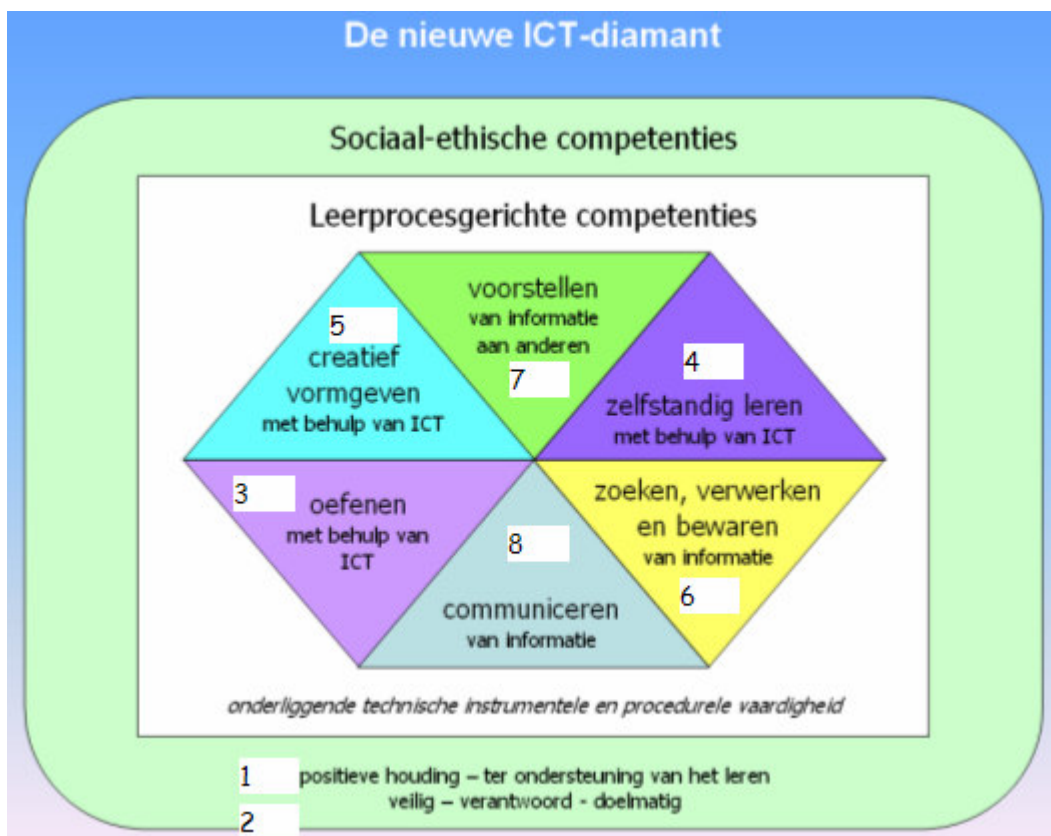 De nieuwe ICT-diamant
Sociaal-ethische competenties
Leerprocesgerichte competenties
5
creatief
vormgeven
met behulp van ICT
voorstellen
van informatie
aan anderen
7
4
zelfstandig leren
met behulp van ICT
3
oefenen
met behulp van
ICT
8
communiceren
van informatie
zoeken, verwerken
en bewaren
van informatie
6
onderliggende technische instrumentele en procedurele vaardigheid
1 positieve houding – ter ondersteuning van het leren
veilig – verantwoord - doelmatig
2